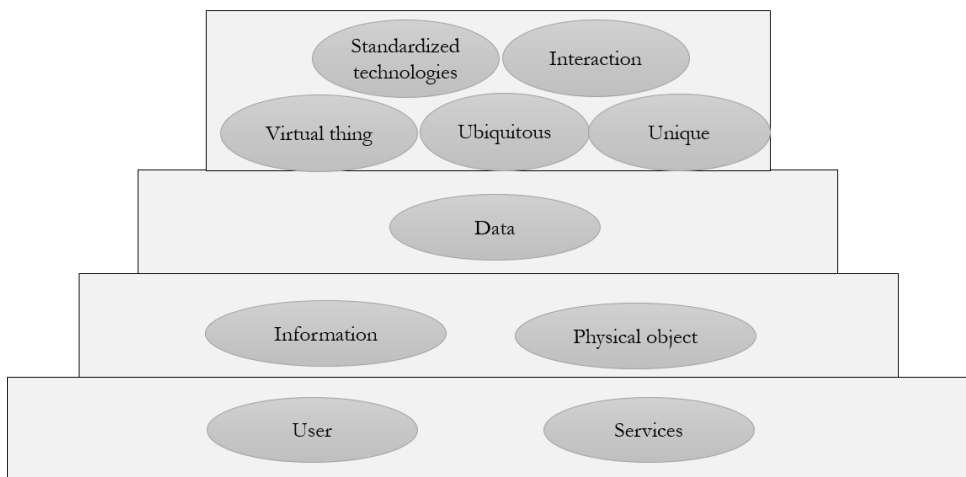 Standardized
technologies
Interaction
Virtual thing
Ubiquitous
Unique
Data
Information
Physical object
User
Services